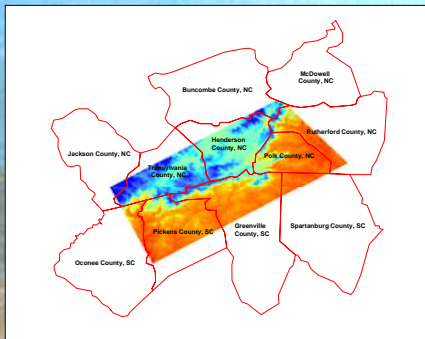 McDowell
County, NC
Buncombe County, NC
Rutherford County, NC
Henderson
County, NC
Jackson County, NC
Polk County, NC
Transylvania
County, NC
Pickens County, SC
Greenville
County, SC
Spartanburg County, SC
Oconee County, SC